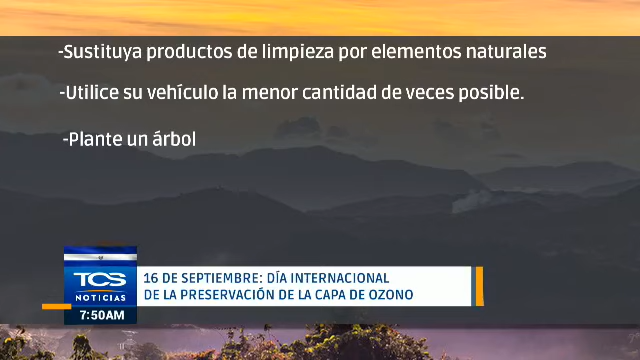 -Sustituya productos de limpieza por elementos naturales
-Utilice su vehículo la menor cantidad de veces posible.
-Plante un árbol
TCS
NOTICIAS
7:50AM
16 DE SEPTIEMBRE: DÍA INTERNACIONAL
DE LA PRESERVACIÓN DE LA CAPA DE OZONO